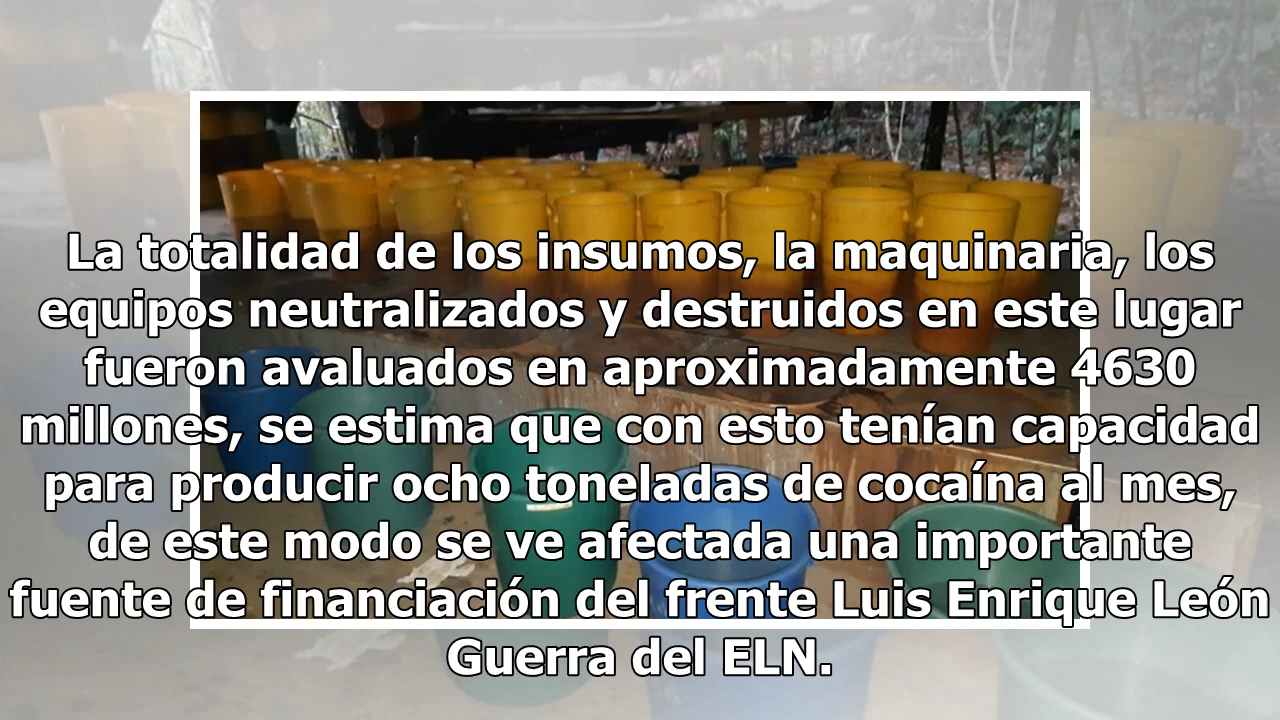 La totalidad de los insumos, la maquinaria, los
equipos neutralizados y destruidos en este lugar
fueron avaluados en aproximadamente 4630
millones, se estima que con esto tenían capacidad
para producir ocho toneladas de cocaína al mes,
de este modo se ve afectada una importante
fuente de financiación del frente Luis Enrique León
Guerra del ELN.